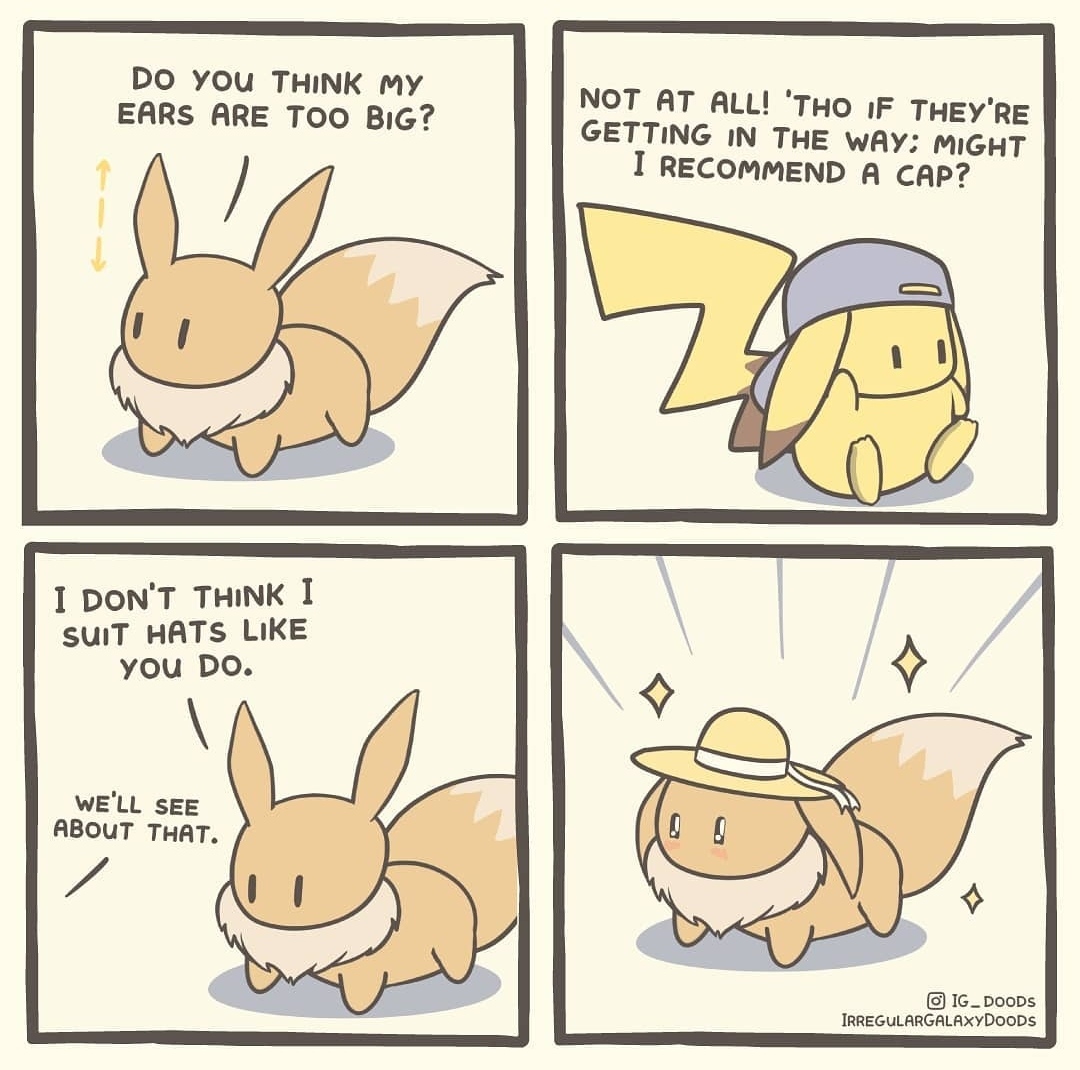 DO YOU THINK MY
EARS ARE TOO BIG?
NOT AT ALL! 'THO IF THEY'RE
GETTING IN THE WAY; MIGHT
I RECOMMEND A CAP?
I DON'T THINK I
SUIT HATS LIKE
YOU DO.
WE'LL SEE
ABOUT THAT.
IG_DOODS
IRREGULARGALAXYDOODS